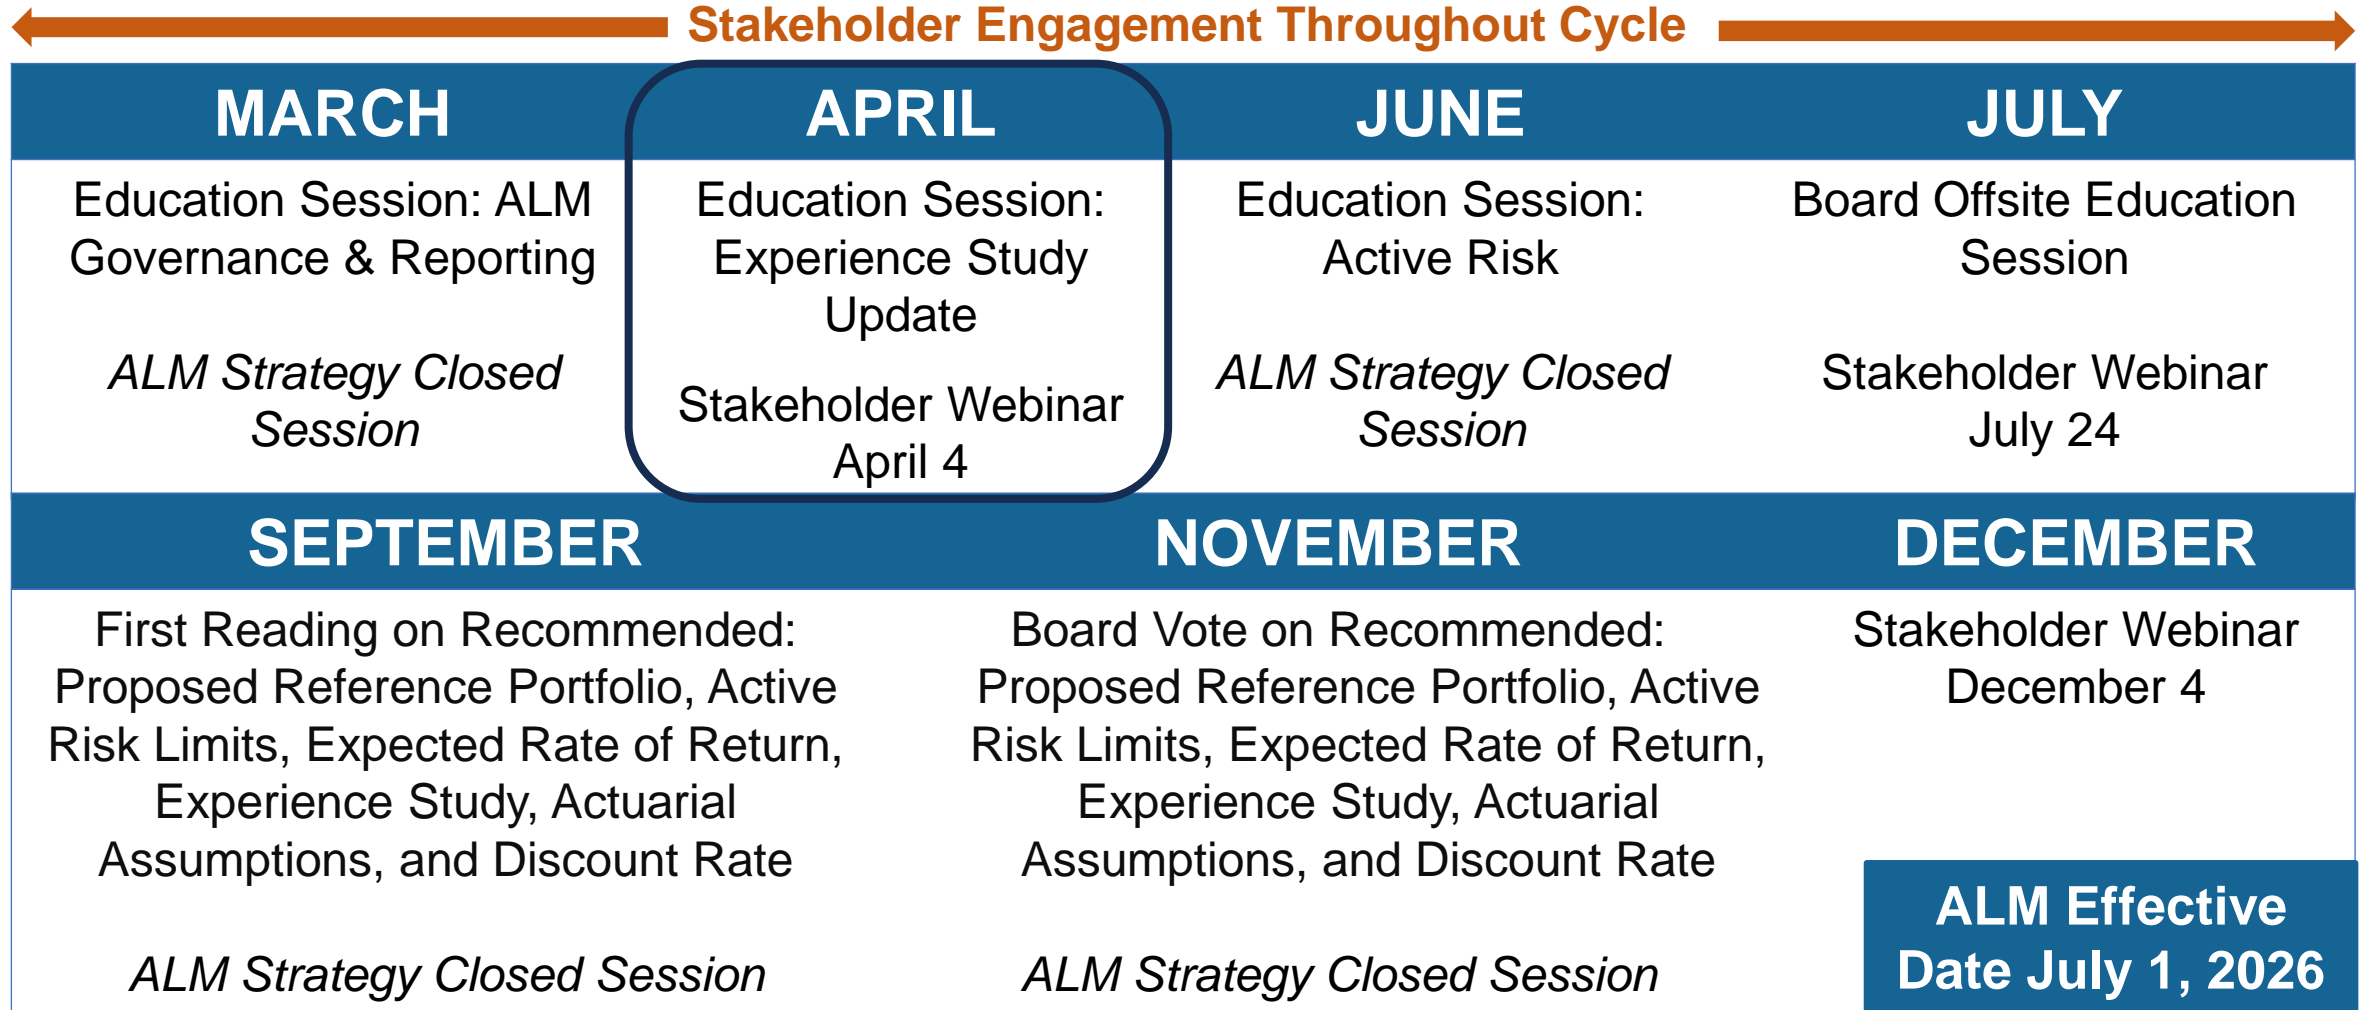 Stakeholder Engagement Throughout Cycle
MARCH
Education Session: ALM
Governance & Reporting
ALM Strategy Closed
Session
APRIL
Education Session:
Experience Study
Update
Stakeholder Webinar
April 4
JUNE
Education Session:
Active Risk
ALM Strategy Closed
Session
JULY
Board Offsite Education
Session
Stakeholder Webinar
July 24
SEPTEMBER
First Reading on Recommended:
Proposed Reference Portfolio, Active
Risk Limits, Expected Rate of Return,
Experience Study, Actuarial
Assumptions, and Discount Rate
ALM Strategy Closed Session
NOVEMBER
Board Vote on Recommended:
Proposed Reference Portfolio, Active
Risk Limits, Expected Rate of Return,
Experience Study, Actuarial
Assumptions, and Discount Rate
ALM Strategy Closed Session
DECEMBER
Stakeholder Webinar
December 4
ALM Effective
Date July 1, 2026